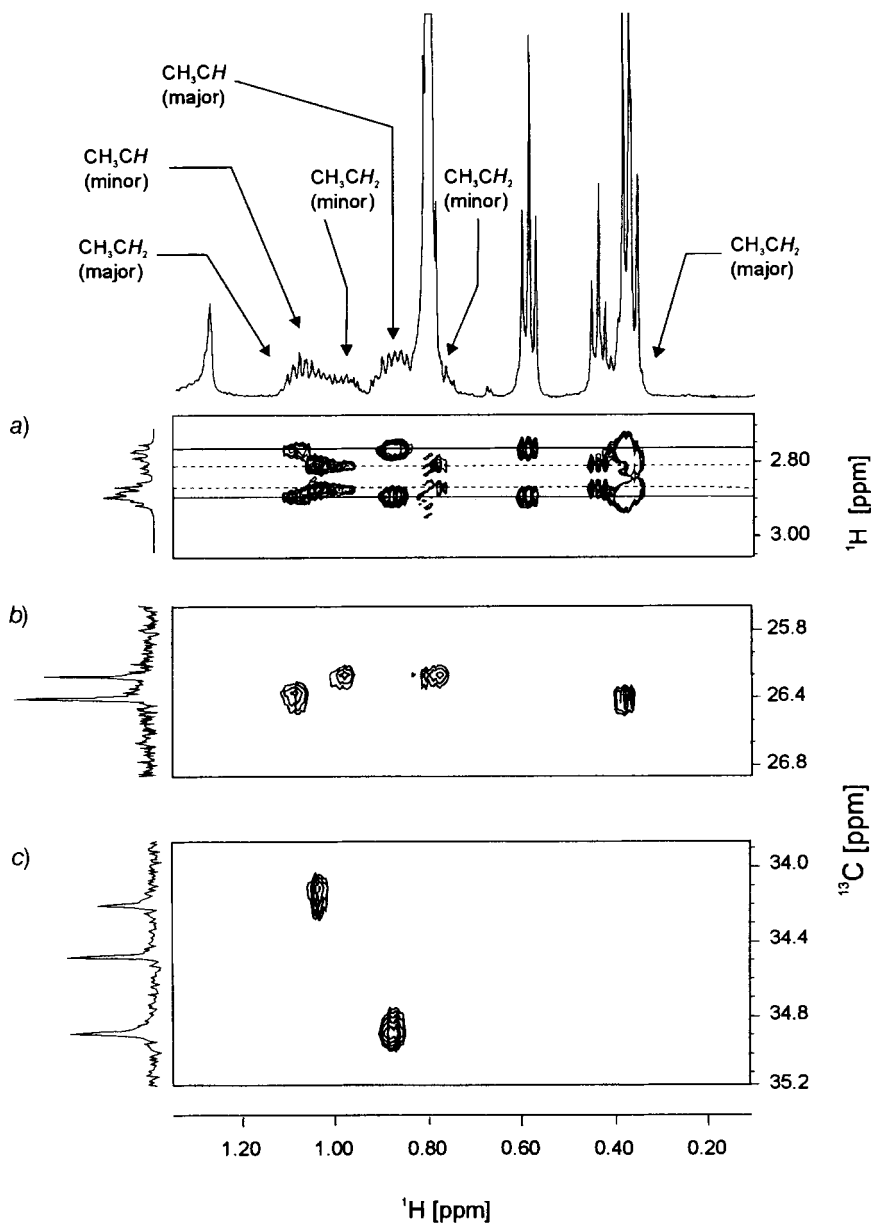 CH₃CH
(major)
CH₃CH
(minor)
CH₃CH₂
(minor)
CH₃CH₂
(minor)
CH₃CH₂
(major)
CH₃CH₂
(major)
a)
2.80
3.00
¹H [ppm]
b)
25.8
26.4
26.8
c)
34.0
34.4
34.8
35.2
¹³C [ppm]
1.20
1.00
0.80
0.60
0.40
0.20
¹H [ppm]